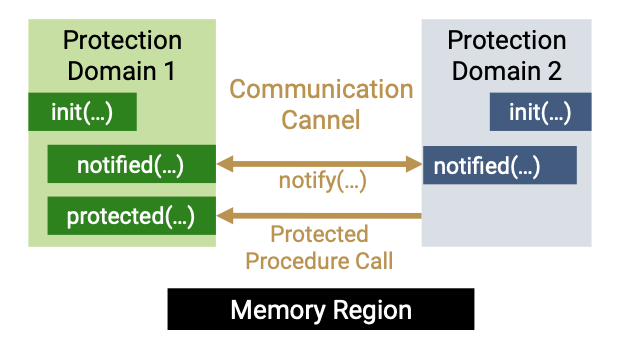 Protection
Domain 1
init(...)
notified(...)
protected(...)
Communication
Cannel
notify(...)
Protected
Procedure Call
Protection
Domain 2
init(...)
notified(...)
Memory Region